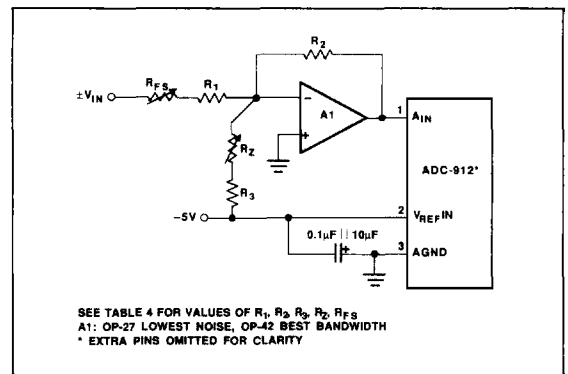 R2
±VIN
RFS
R1
−
A1
+
1
AIN
RZ
ADC-912*
R3
−5V
2
VREFIN
0.1µF
10µF
+
3
AGND
SEE TABLE 4 FOR VALUES OF R1, R2, R3, RZ, RFS
A1: OP-27 LOWEST NOISE, OP-42 BEST BANDWIDTH
* EXTRA PINS OMITTED FOR CLARITY